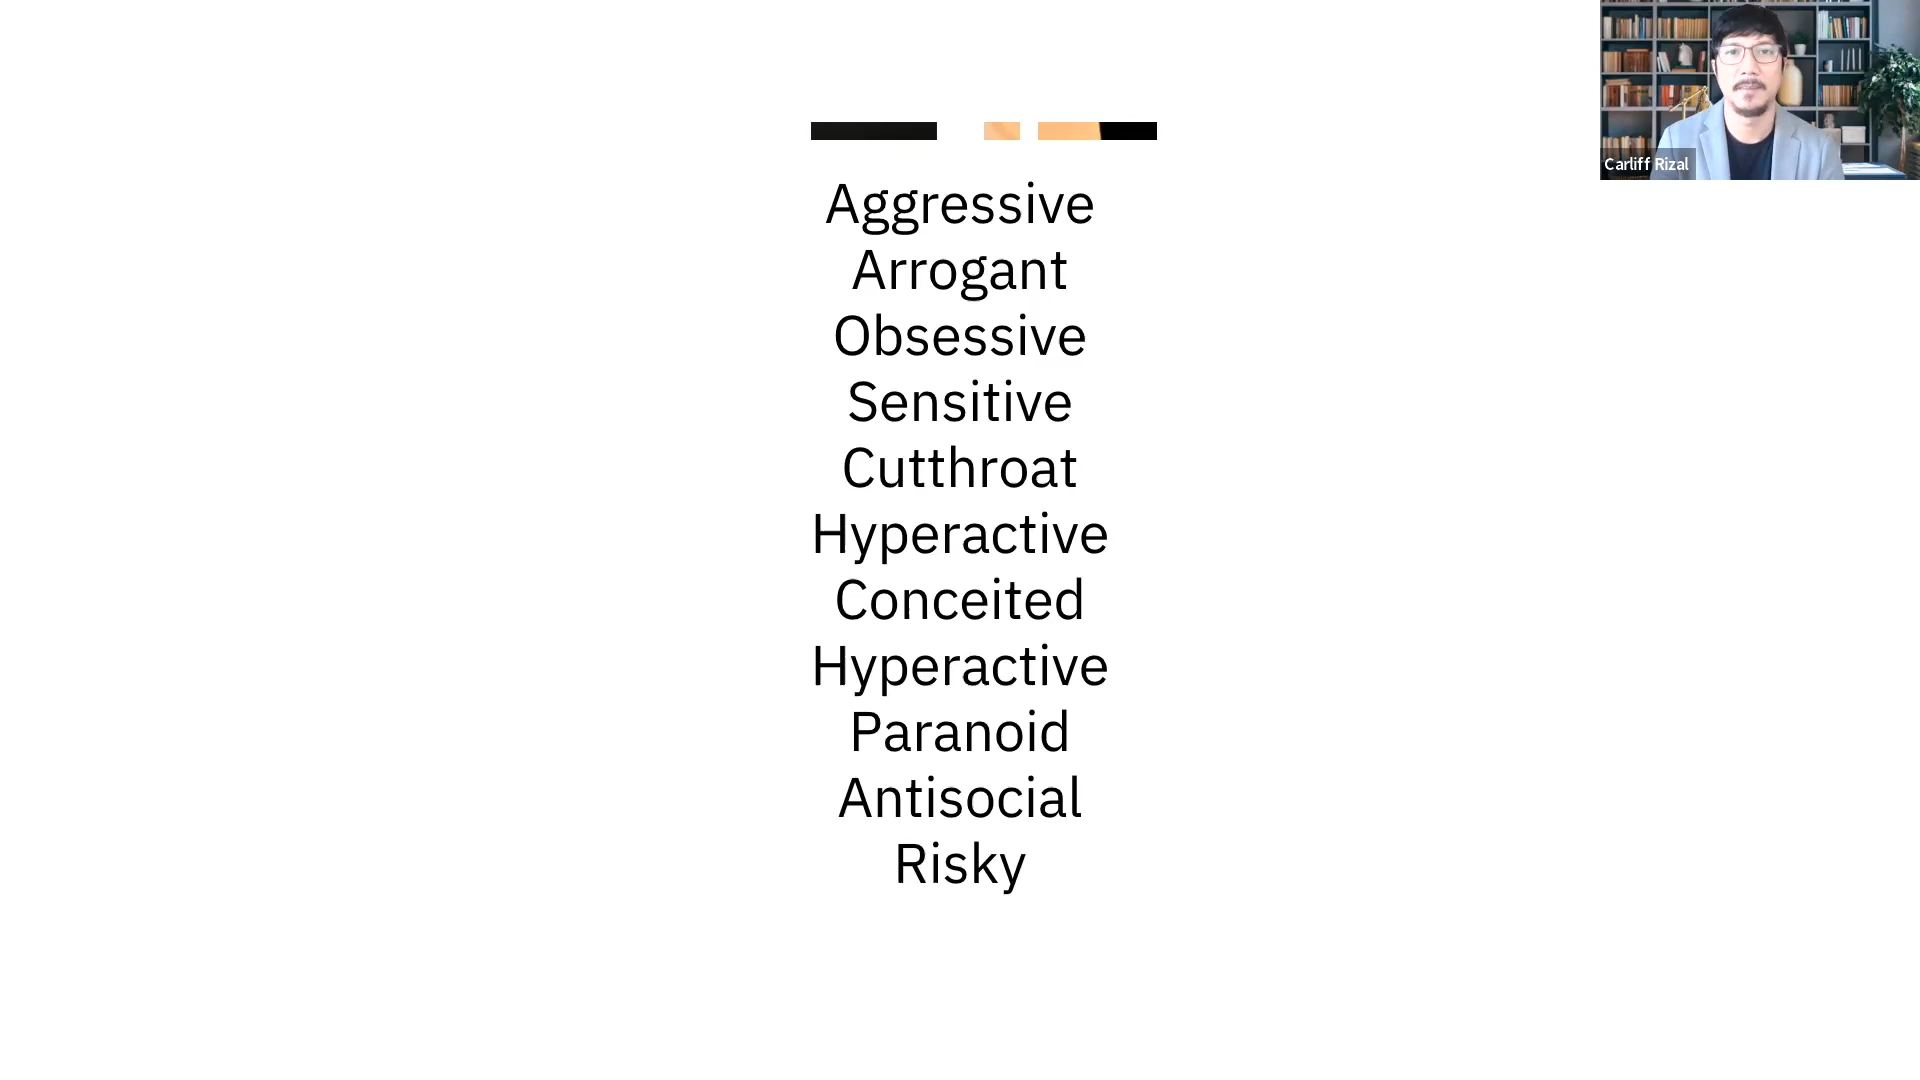 Carliff Rizal
Aggressive
Arrogant
Obsessive
Sensitive
Cutthroat
Hyperactive
Conceited
Hyperactive
Paranoid
Antisocial
Risky